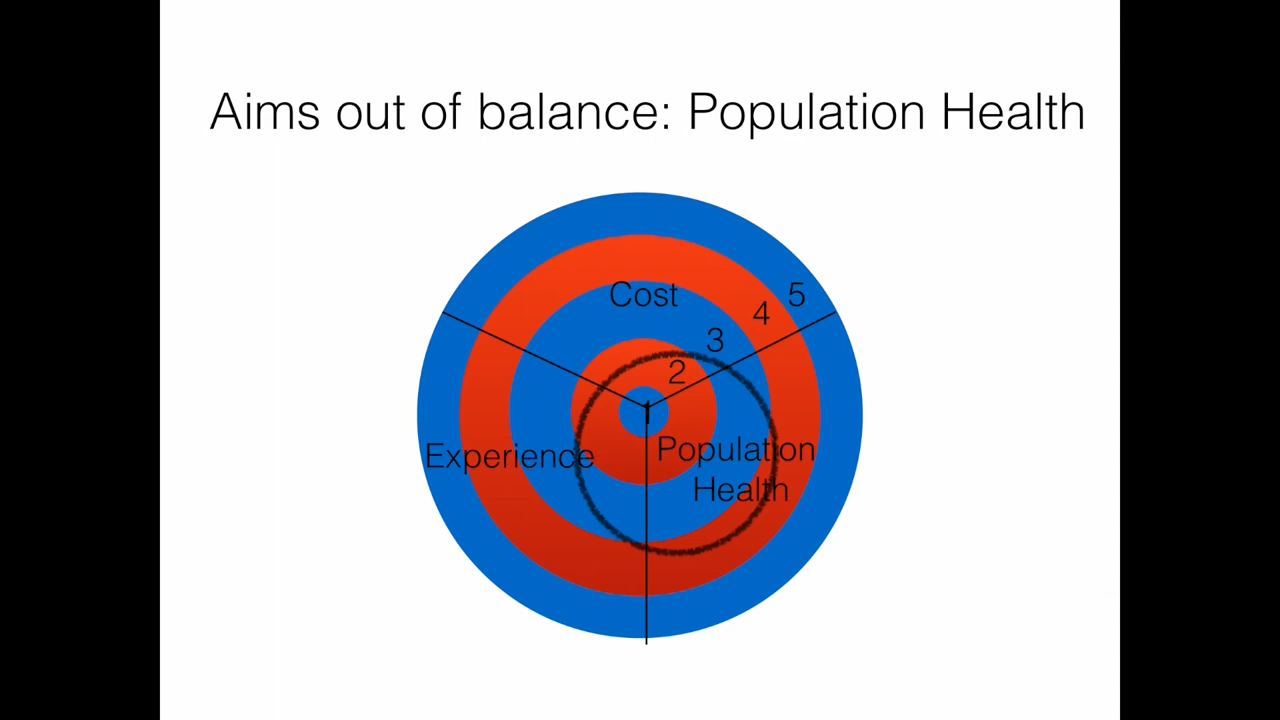 Aims out of balance: Population Health
Cost
5
4
3
2
1
Experience
Population
Health